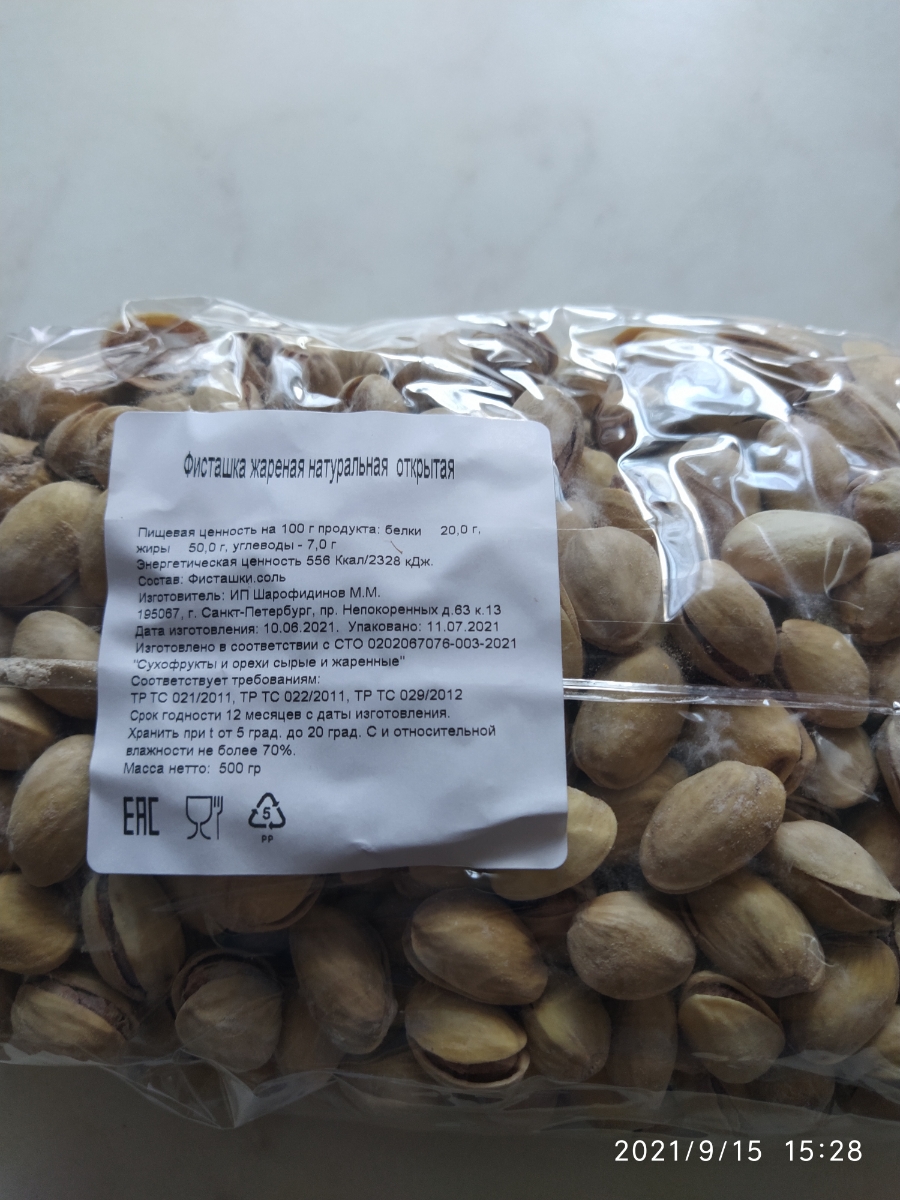 Фисташка жареная натуральная открытая
Пищевая ценность на 100 г продукта: белки 20,0 г,
жиры 50,0 г, углеводы - 7,0 г
Энергетическая ценность 556 Ккал/2328 кДж.
Состав: Фисташки.соль
Изготовитель: ИП Шарофидинов М.М.
195067, г. Санкт-Петербург, пр. Непокоренных д.63 к.13
Дата изготовления: 10.06.2021. Упаковано: 11.07.2021
Изготовлено в соответствии с СТО 0202067076-003-2021
"Сухофрукты и орехи сырые и жаренные"
Соответствует требованиям:
ТР ТС 021/2011, ТР ТС 022/2011, ТР ТС 029/2012
Срок годности 12 месяцев с даты изготовления.
Хранить при t от 5 град. до 20 град. С и относительной
влажности не более 70%.
Масса нетто: 500 гр
EAC
5
PP
2021/9/15 15:28